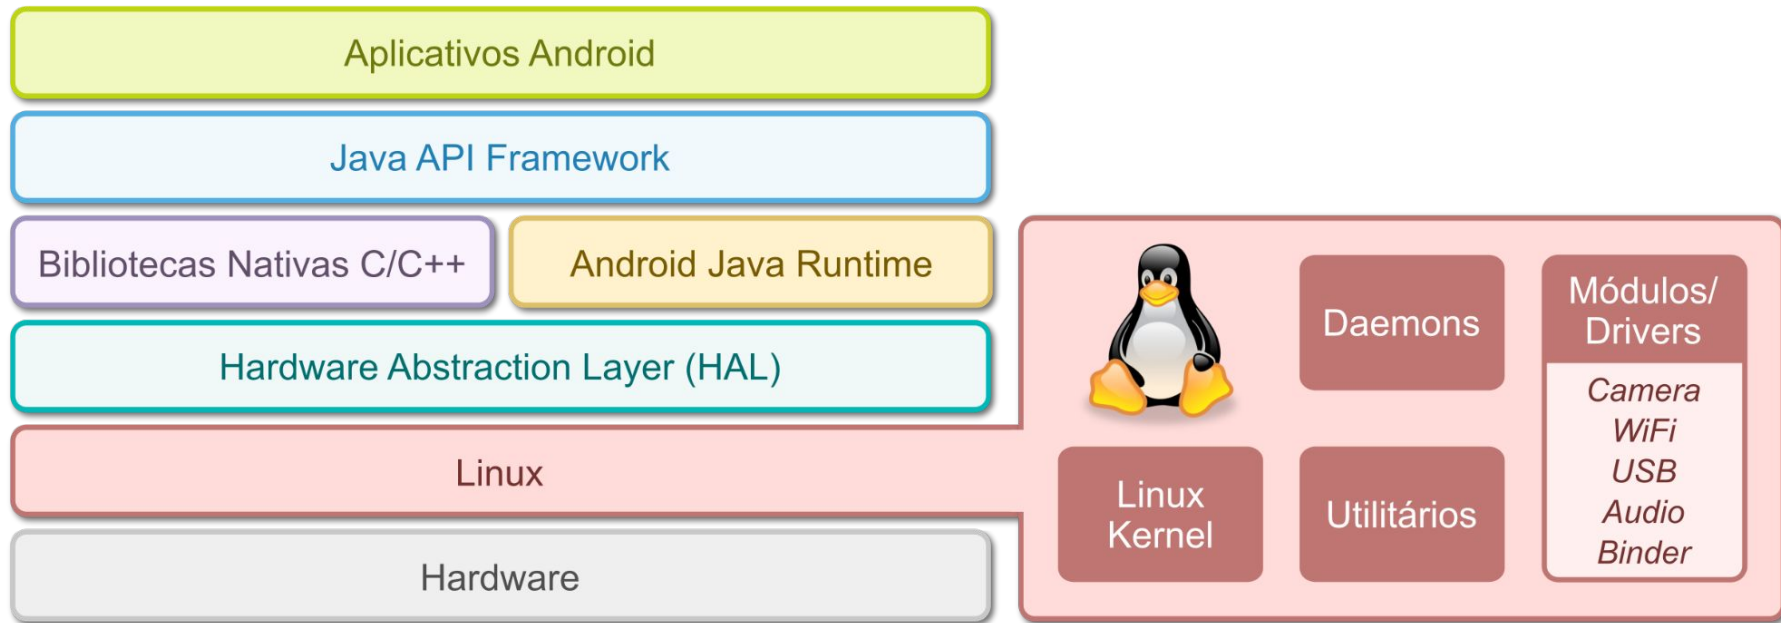 Aplicativos Android
Java API Framework
Bibliotecas Nativas C/C++
Android Java Runtime
Hardware Abstraction Layer (HAL)
Linux
Hardware
Linux
Kernel
Daemons
Utilitários
Módulos/
Drivers
Camera
WiFi
USB
Audio
Binder